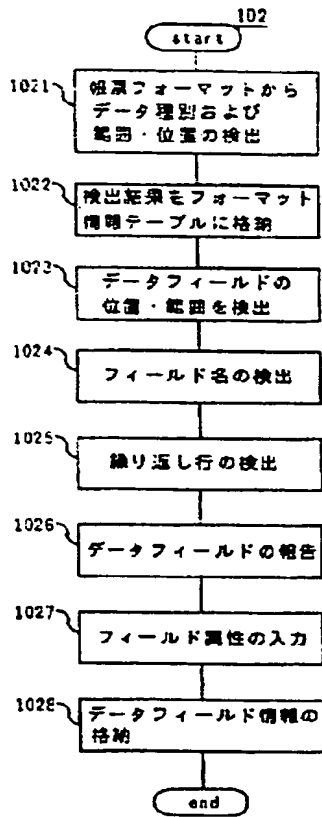 102
start
1021
帳票フォーマットから
データ種別および
範囲・位置の検出
1022
検出結果をフォーマット
情報テーブルに格納
1023
データフィールドの
位置・範囲を検出
1024
フィールド名の検出
1025
繰り返し行の検出
1026
データフィールドの報告
1027
フィールド属性の入力
1028
データフィールド情報の
格納
end